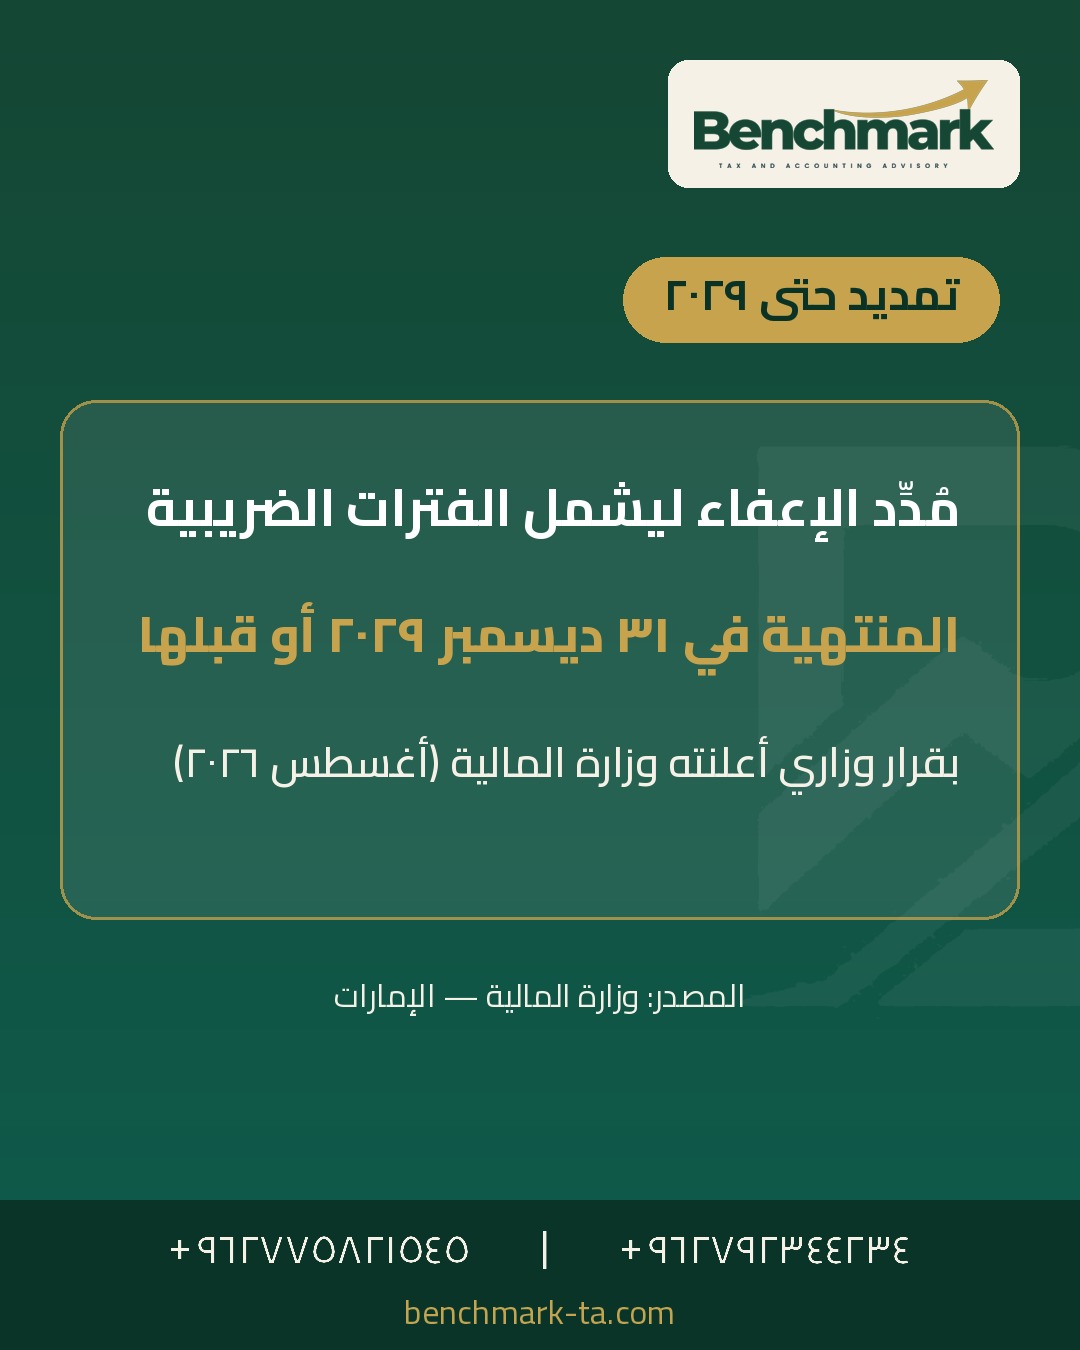 Benchmark
TAX AND ACCOUNTING ADVISORY
تمديد حتى ٢٠٢٩
مُدِّد الإعفاء ليشمل الفترات الضريبية
المنتهية في ٣١ ديسمبر ٢٠٢٩ أو قبلها
بقرار وزاري أعلنته وزارة المالية (أغسطس ٢٠٢٦)
المصدر: وزارة المالية — الإمارات
+٩٦٢٧٧٥٨٢١٥٤٥ | +٩٦٢٧٩٢٣٤٤٢٣٤
benchmark-ta.com